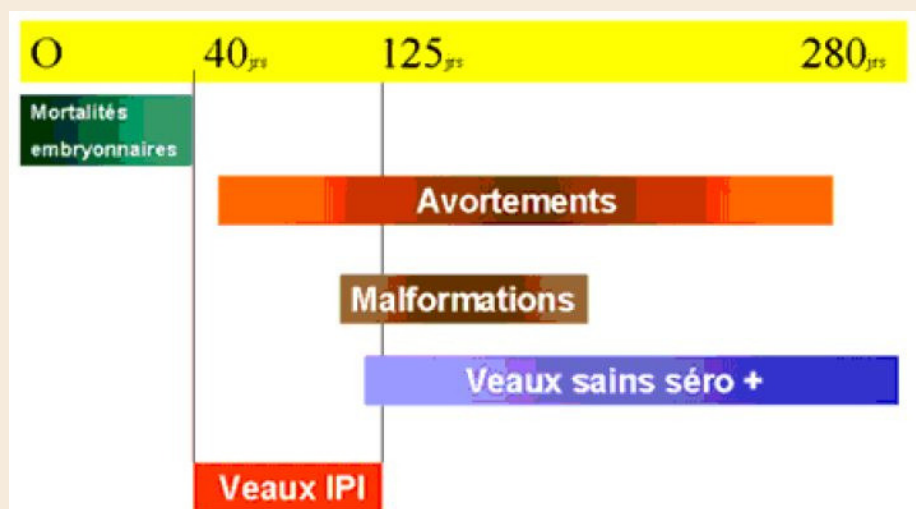 O 40jrs 125jrs 280jrs
Mortalités
embryonnaires
Avortements
Malformations
Veaux sains séro +
Veaux IPI